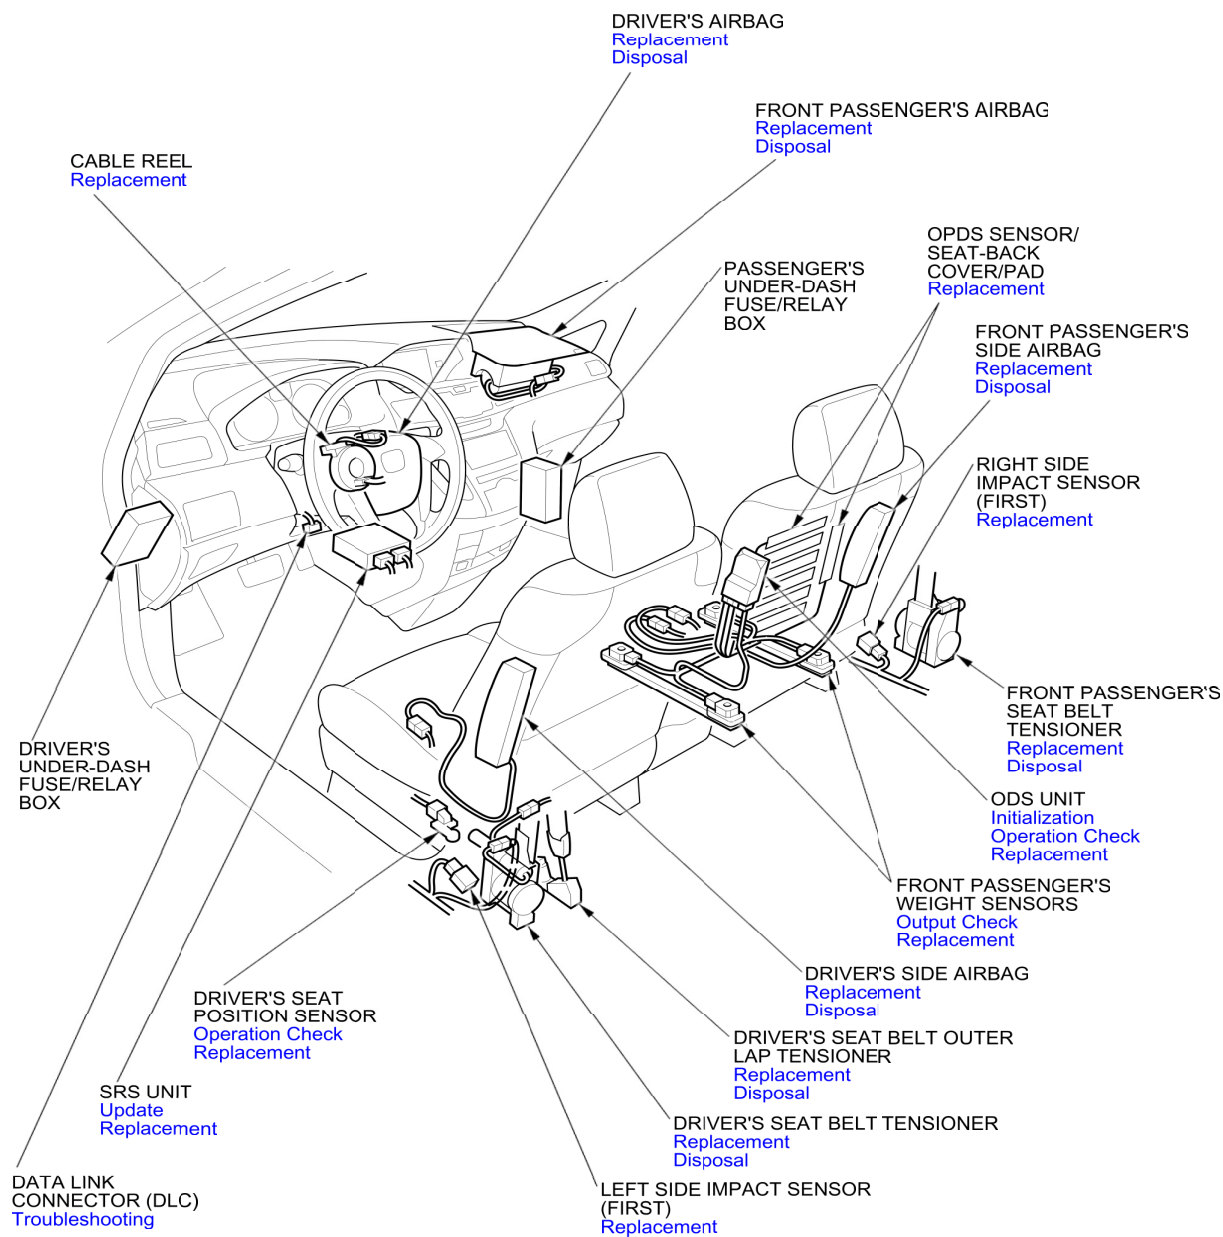 DRIVER'S AIRBAG
Replacement
Disposal
FRONT PASSENGER'S AIRBAG
Replacement
Disposal
CABLE REEL
Replacement
OPDS SENSOR/
SEAT-BACK
COVER/PAD
Replacement
PASSENGER'S
UNDER-DASH
FUSE/RELAY
BOX
FRONT PASSENGER'S
SIDE AIRBAG
Replacement
Disposal
RIGHT SIDE
IMPACT SENSOR
(FIRST)
Replacement
FRONT PASSENGER'S
SEAT BELT
TENSIONER
Replacement
Disposal
DRIVER'S
UNDER-DASH
FUSE/RELAY
BOX
ODS UNIT
Initialization
Operation Check
Replacement
FRONT PASSENGER'S
WEIGHT SENSORS
Output Check
Replacement
DRIVER'S SIDE AIRBAG
Replacement
Disposal
DRIVER'S SEAT
POSITION SENSOR
Operation Check
Replacement
DRIVER'S SEAT BELT OUTER
LAP TENSIONER
Replacement
Disposal
SRS UNIT
Update
Replacement
DRIVER'S SEAT BELT TENSIONER
Replacement
Disposal
DATA LINK
CONNECTOR (DLC)
Troubleshooting
LEFT SIDE IMPACT SENSOR
(FIRST)
Replacement